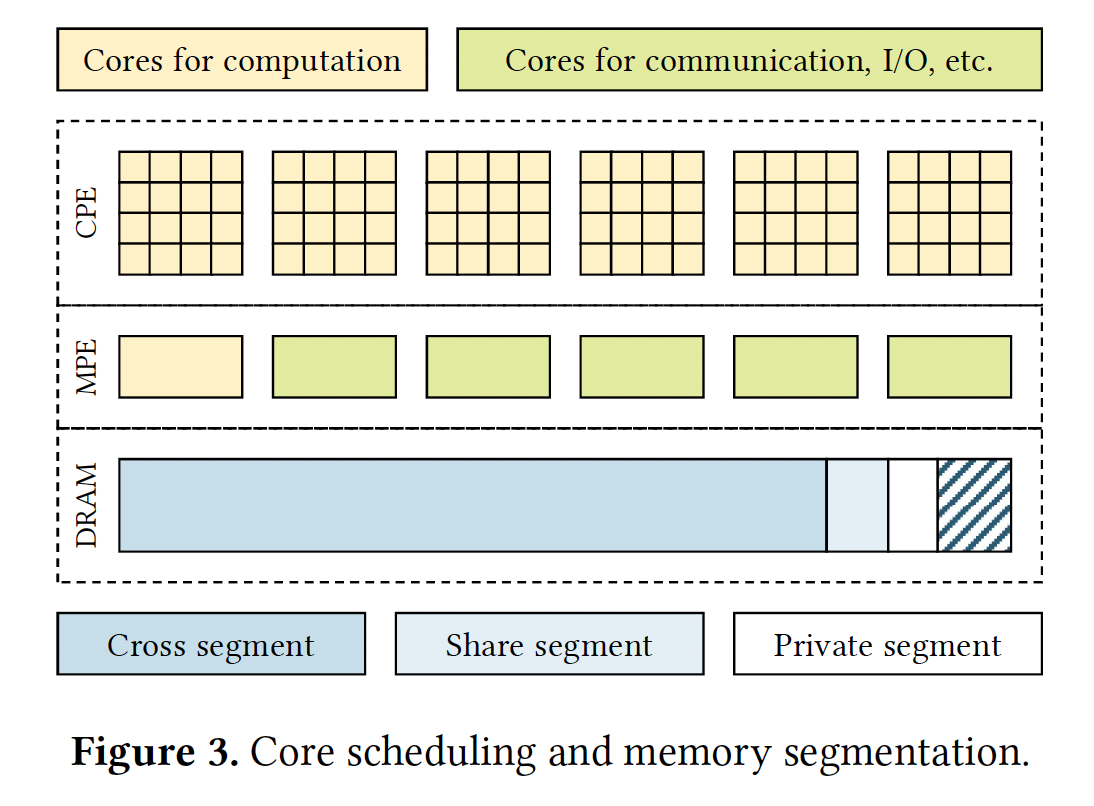 Cores for computation
Cores for communication, I/O, etc.
CPE
MPE
DRAM
Cross segment
Share segment
Private segment
Figure 3. Core scheduling and memory segmentation.